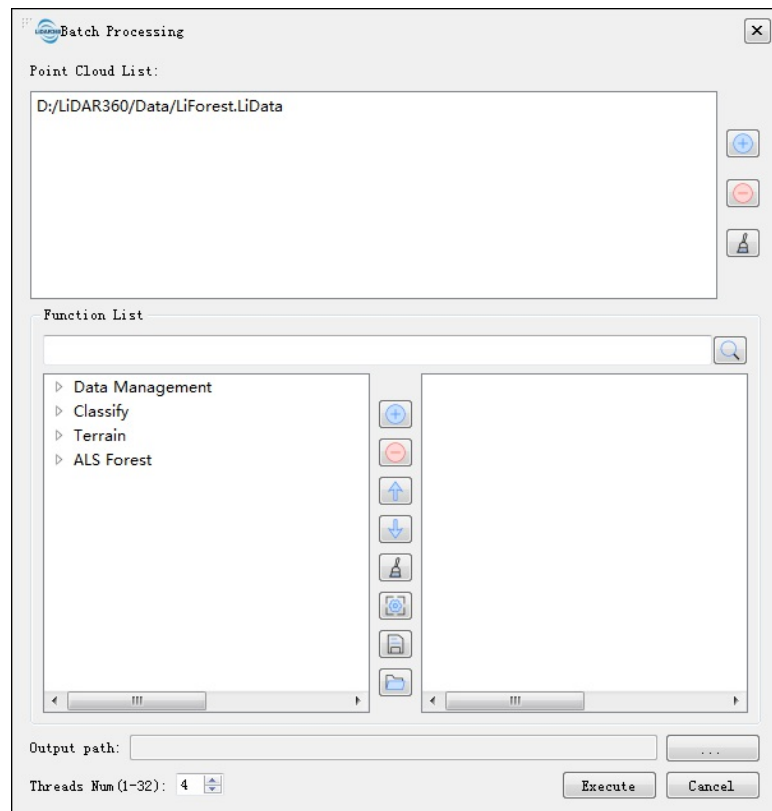 LiDAR360
Batch Processing
Point Cloud List:
D:/LiDAR360/Data/LiForest.LiData
Function List
Data Management
Classify
Terrain
ALS Forest
Output path:
...
Threads Num(1-32): 4
Execute
Cancel